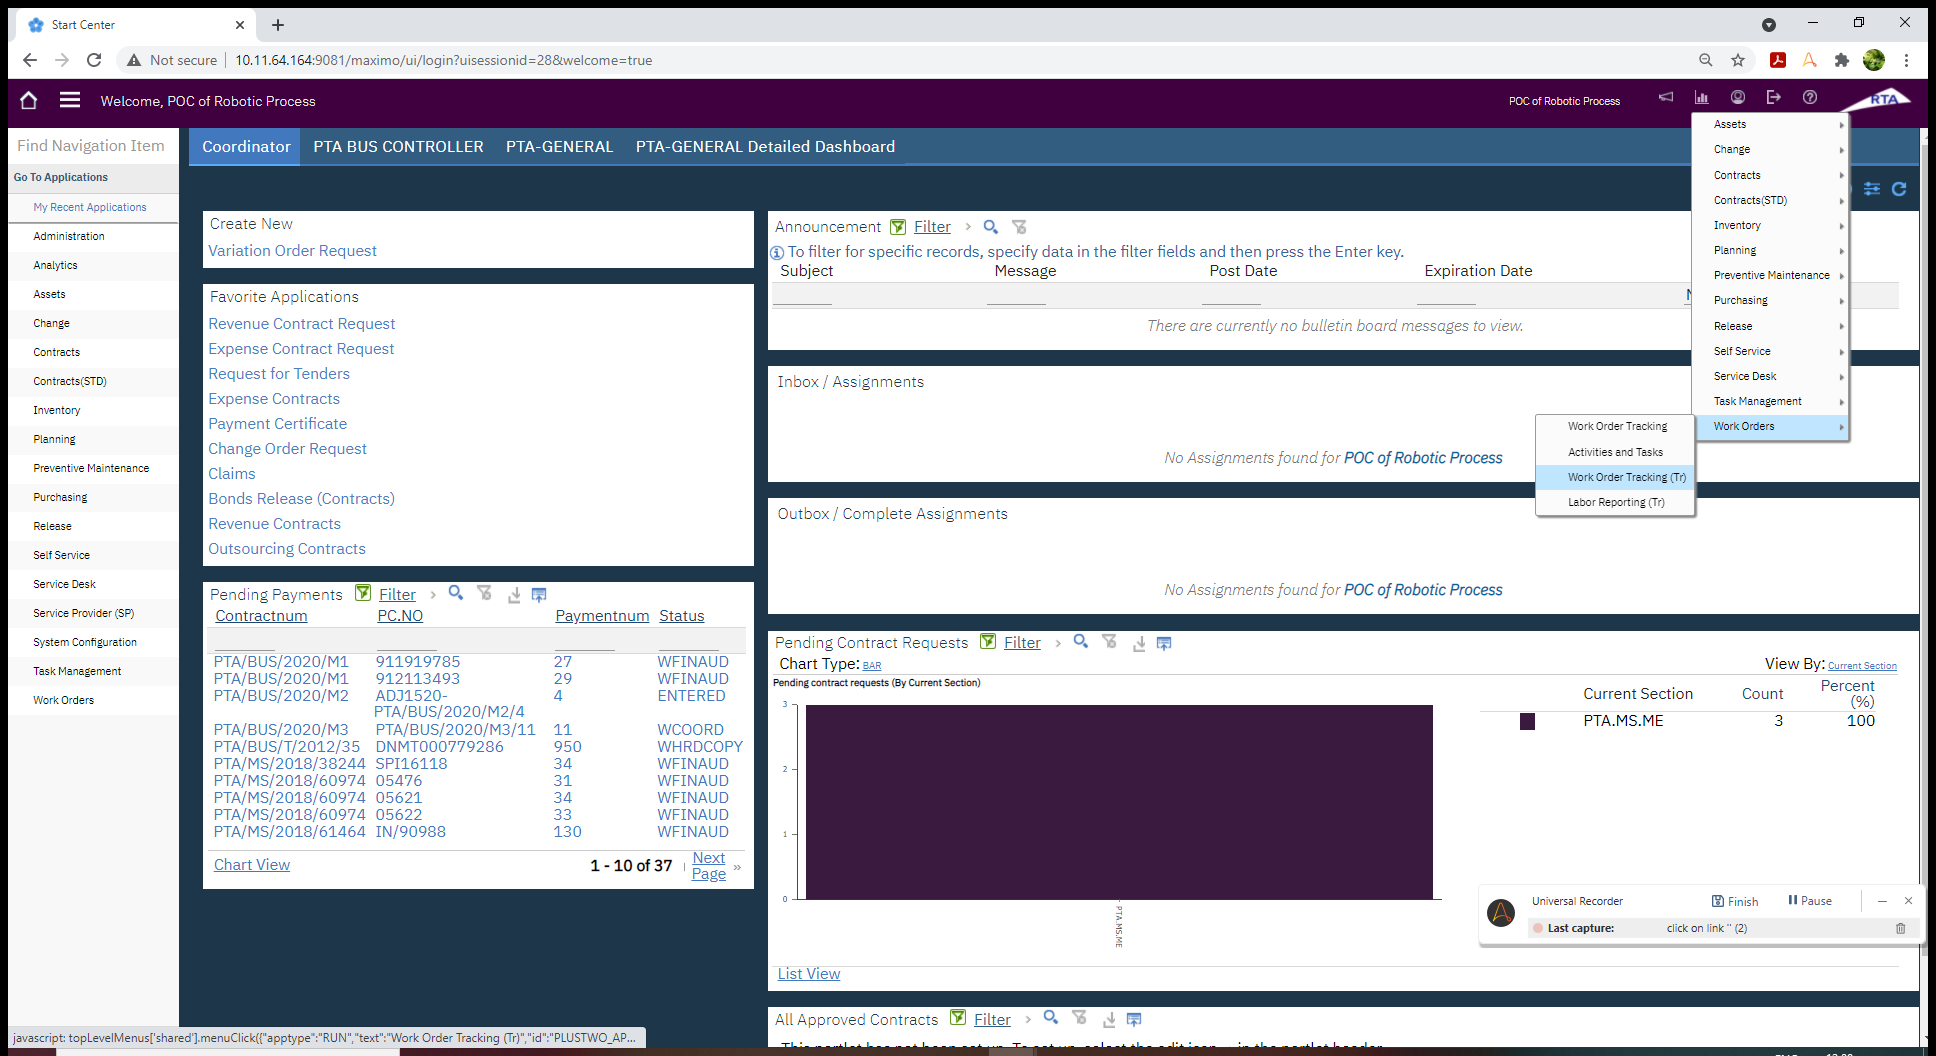 Start Center
Not secure 10.11.64.164:9081/maximo/ui/login?uisessionid=28&welcome=true
Welcome, POC of Robotic Process
POC of Robotic Process
RTA
Find Navigation Item
Go To Applications
My Recent Applications
Administration
Analytics
Assets
Change
Contracts
Contracts(STD)
Inventory
Planning
Preventive Maintenance
Purchasing
Release
Self Service
Service Desk
Service Provider (SP)
System Configuration
Task Management
Work Orders
Coordinator PTA BUS CONTROLLER PTA-GENERAL PTA-GENERAL Detailed Dashboard
Create New
Variation Order Request
Favorite Applications
Revenue Contract Request
Expense Contract Request
Request for Tenders
Expense Contracts
Payment Certificate
Change Order Request
Claims
Bonds Release (Contracts)
Revenue Contracts
Outsourcing Contracts
Pending Payments Filter
Contractnum PC.NO Paymentnum Status
PTA/BUS/2020/M1 911919785 27 WFINAUD
PTA/BUS/2020/M1 912113493 29 WFINAUD
PTA/BUS/2020/M2 ADJ1520- 4 ENTERED
PTA/BUS/2020/M2/4
PTA/BUS/2020/M3 PTA/BUS/2020/M3/11 11 WCOORD
PTA/BUS/T/2012/35 DNMT000779286 950 WHRDCOPY
PTA/MS/2018/38244 SPI16118 34 WFINAUD
PTA/MS/2018/60974 05476 31 WFINAUD
PTA/MS/2018/60974 05621 34 WFINAUD
PTA/MS/2018/60974 05622 33 WFINAUD
PTA/MS/2018/61464 IN/90988 130 WFINAUD
Chart View 1 - 10 of 37 Next Page »
Announcement Filter
To filter for specific records, specify data in the filter fields and then press the Enter key.
Subject Message Post Date Expiration Date
There are currently no bulletin board messages to view.
Inbox / Assignments
No Assignments found for POC of Robotic Process
Outbox / Complete Assignments
No Assignments found for POC of Robotic Process
Pending Contract Requests Filter
Chart Type: BAR View By: Current Section
Pending contract requests (By Current Section)
3
2
1
0
PTA.MS.ME
Current Section Count Percent (%)
PTA.MS.ME 3 100
List View
All Approved Contracts Filter
Assets
Change
Contracts
Contracts(STD)
Inventory
Planning
Preventive Maintenance
Purchasing
Release
Self Service
Service Desk
Task Management
Work Orders
Work Order Tracking
Activities and Tasks
Work Order Tracking (Tr)
Labor Reporting (Tr)
Universal Recorder Finish Pause
Last capture: click on link '' (2)
javascript: topLevelMenus['shared'].menuClick({"apptype":"RUN","text":"Work Order Tracking (Tr)","id":"PLUSTWO_AP...